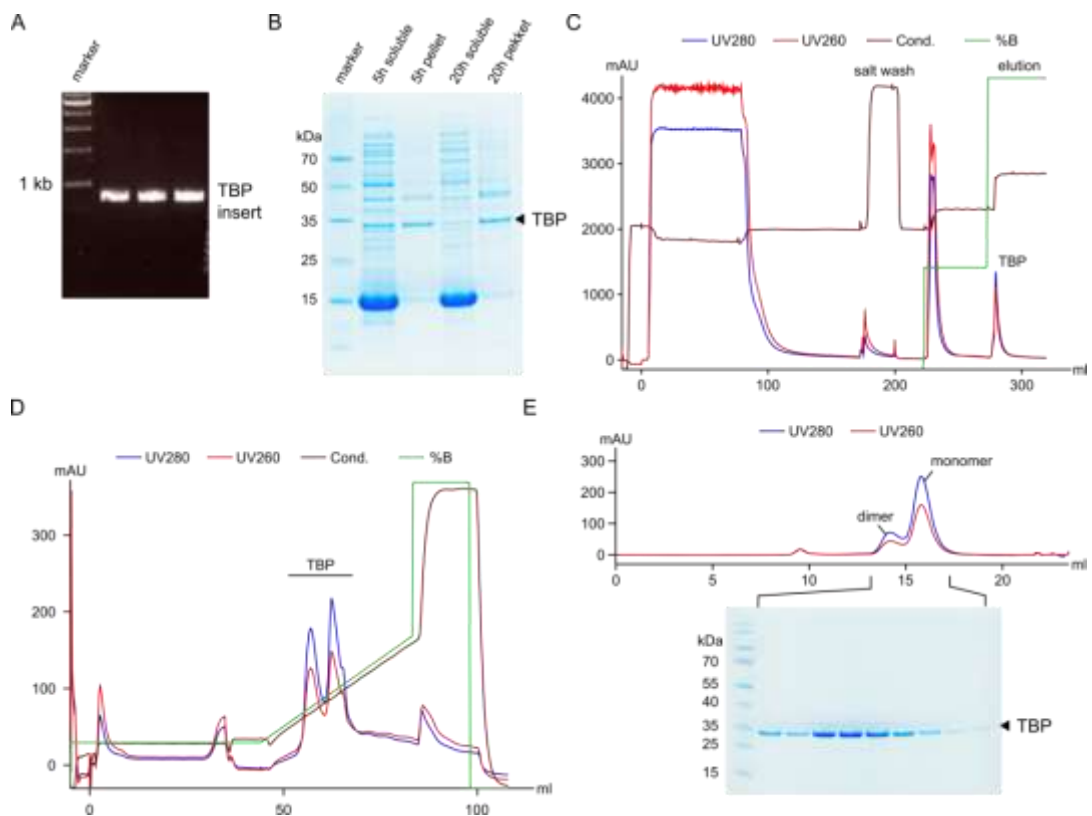 A
marker
1 kb
TBP
insert
B
marker
5h soluble
5h pellet
20h soluble
20h pekket
kDa
70
50
35
25
15
TBP
C
UV280 UV260 Cond. %B
mAU
salt wash
elution
4000
3000
2000
1000
0
TBP
0 100 200 300 ml
D
UV280 UV260 Cond. %B
mAU
TBP
300
200
100
0
0 50 100 ml
E
UV280 UV260
mAU
300
200
100
0
monomer
dimer
0 5 10 15 20 ml
kDa
70
55
40
35
25
15
TBP